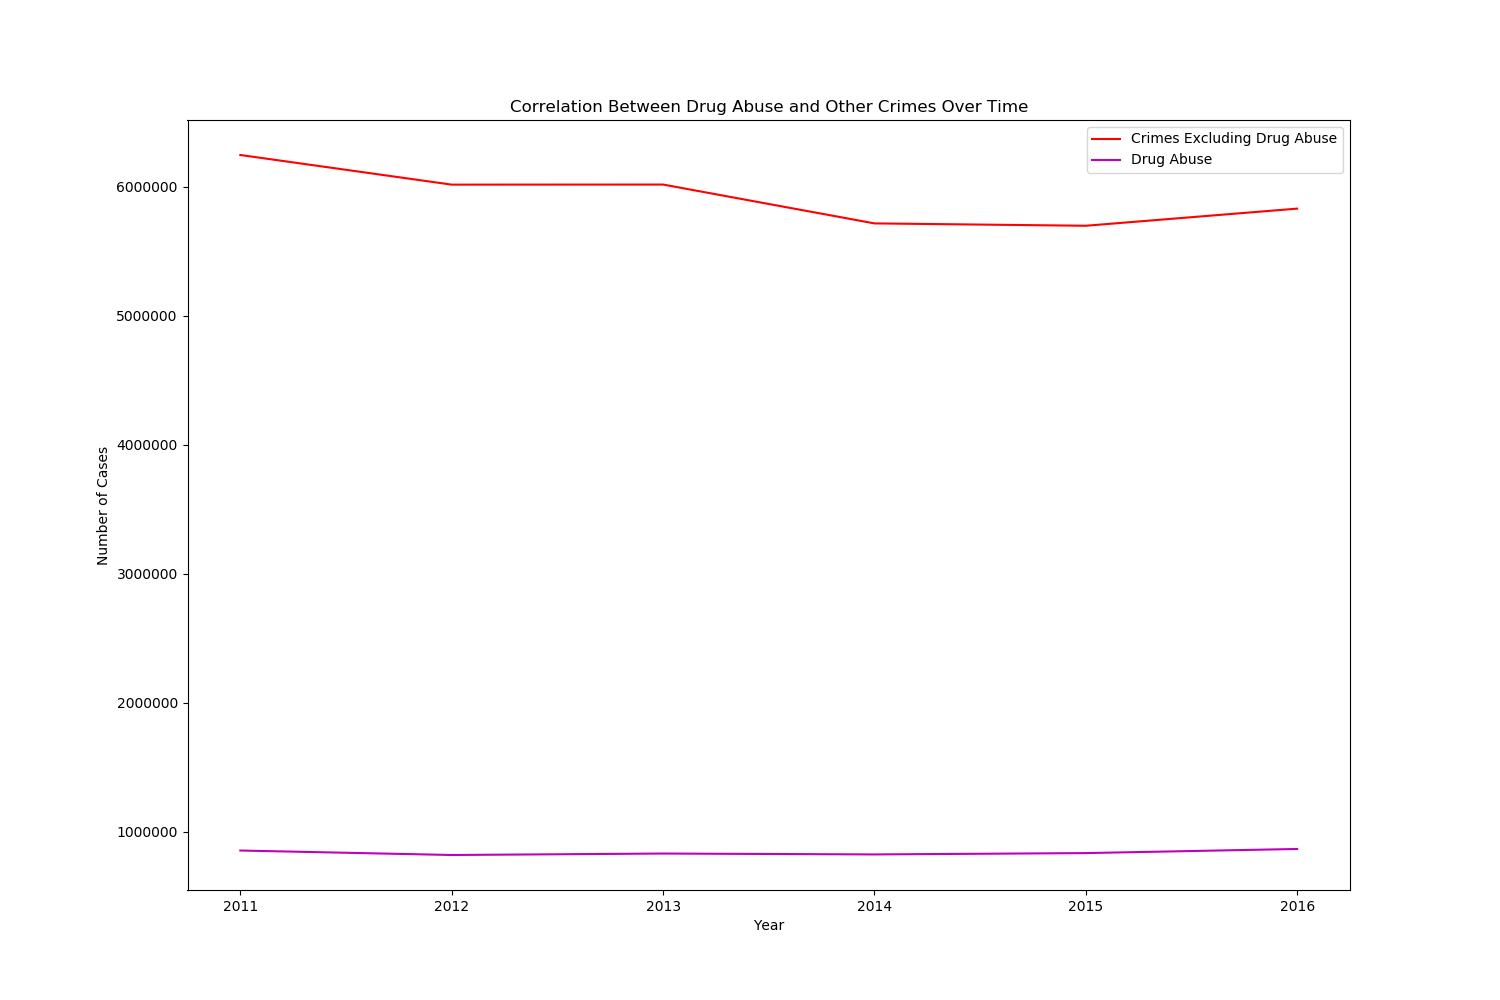 Correlation Between Drug Abuse and Other Crimes Over Time
Crimes Excluding Drug Abuse
Drug Abuse
6000000
5000000
4000000
3000000
2000000
1000000
Number of Cases
2011 2012 2013 2014 2015 2016
Year